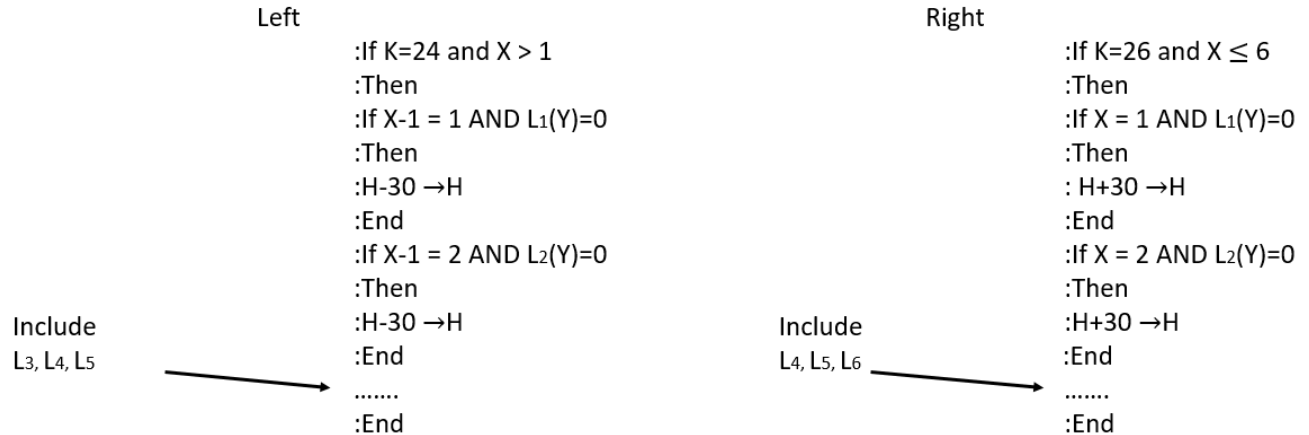 Left
:If K=24 and X > 1
:Then
:If X-1 = 1 AND L₁(Y)=0
:Then
:H-30 →H
:End
:If X-1 = 2 AND L₂(Y)=0
:Then
:H-30 →H
:End
…….
:End
Include
L₃, L₄, L₅
Right
:If K=26 and X ≤ 6
:Then
:If X = 1 AND L₁(Y)=0
:Then
: H+30 →H
:End
:If X = 2 AND L₂(Y)=0
:Then
:H+30 →H
:End
…….
:End
Include
L₄, L₅, L₆